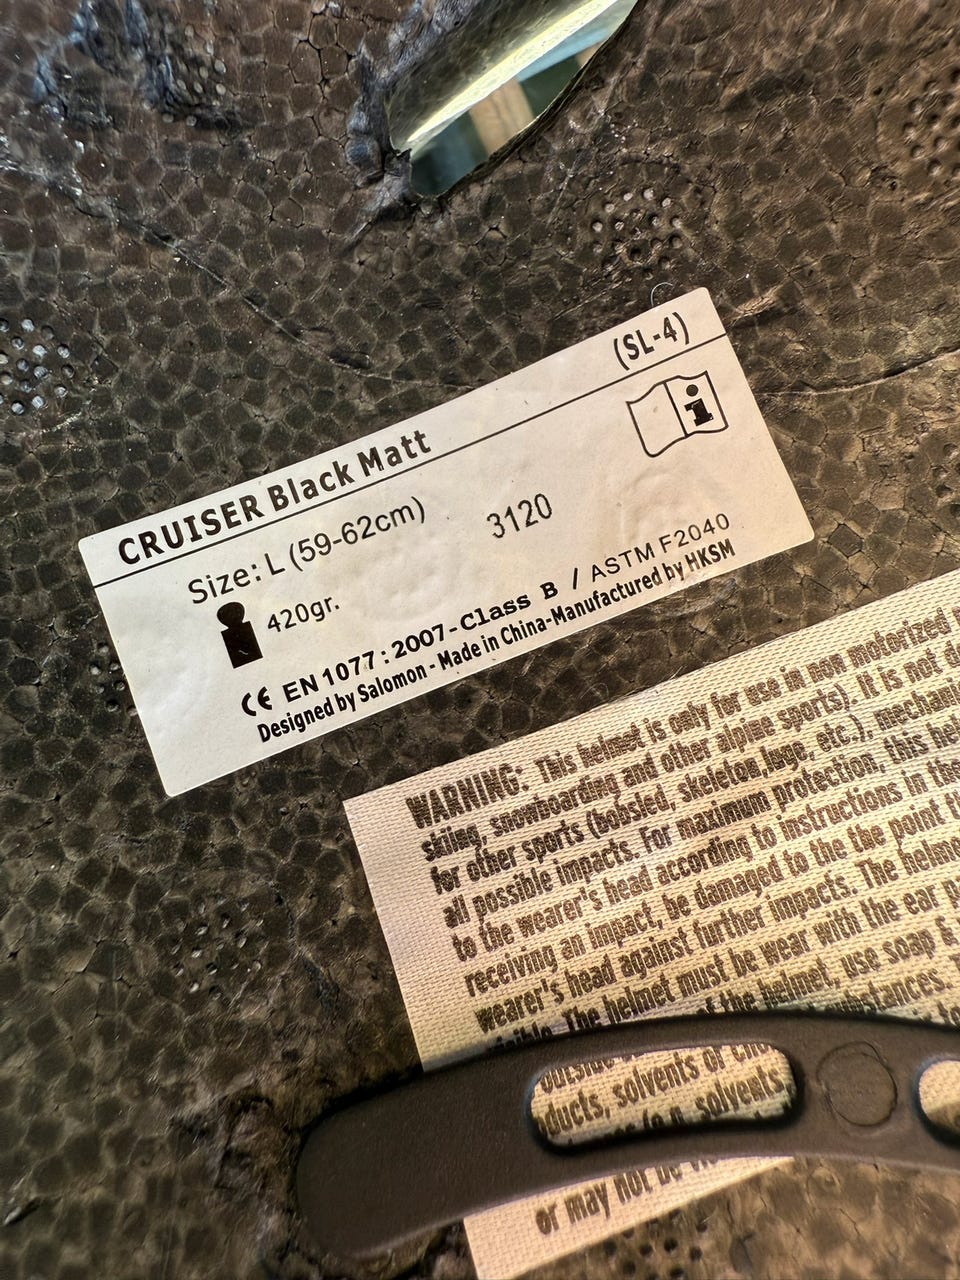 (SL-4)
CRUISER Black Matt
Size: L (59-62cm)
3120
420gr.
CE EN 1077:2007-Class B / ASTM F2040
Designed by Salomon - Made in China-Manufactured by HKSM
WARNING: This helmet is only for use in non motorized
skiing, snowboarding and other alpine sports). It is not
for other sports (bobsled, skeleton,luge, etc.), mechani
all possible impacts. For maximum protection, this
to the wearer's head according to instructions in
receiving an impact, be damaged to the the point
wearer's head against further impacts. The
The helmet must be wear with the ear
of the helmet, use soap &
ducts, solvents or
(e.g. solvents
or may not be